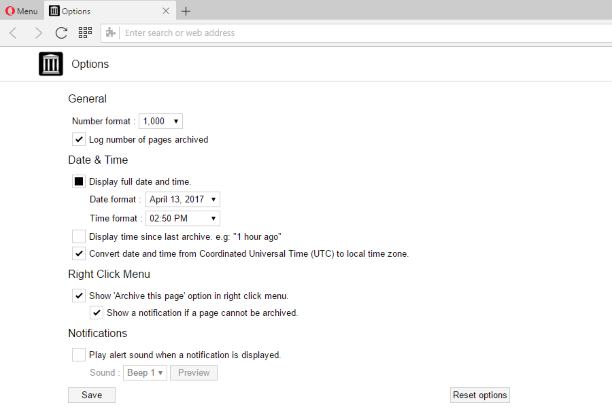 Menu Options
Enter search or web address
Options
General
Number format : 1,000
Log number of pages archived
Date & Time
Display full date and time.
Date format : April 13, 2017
Time format : 02:50 PM
Display time since last archive. e.g: "1 hour ago"
Convert date and time from Coordinated Universal Time (UTC) to local time zone.
Right Click Menu
Show 'Archive this page' option in right click menu.
Show a notification if a page cannot be archived.
Notifications
Play alert sound when a notification is displayed.
Sound : Beep 1 Preview
Save Reset options